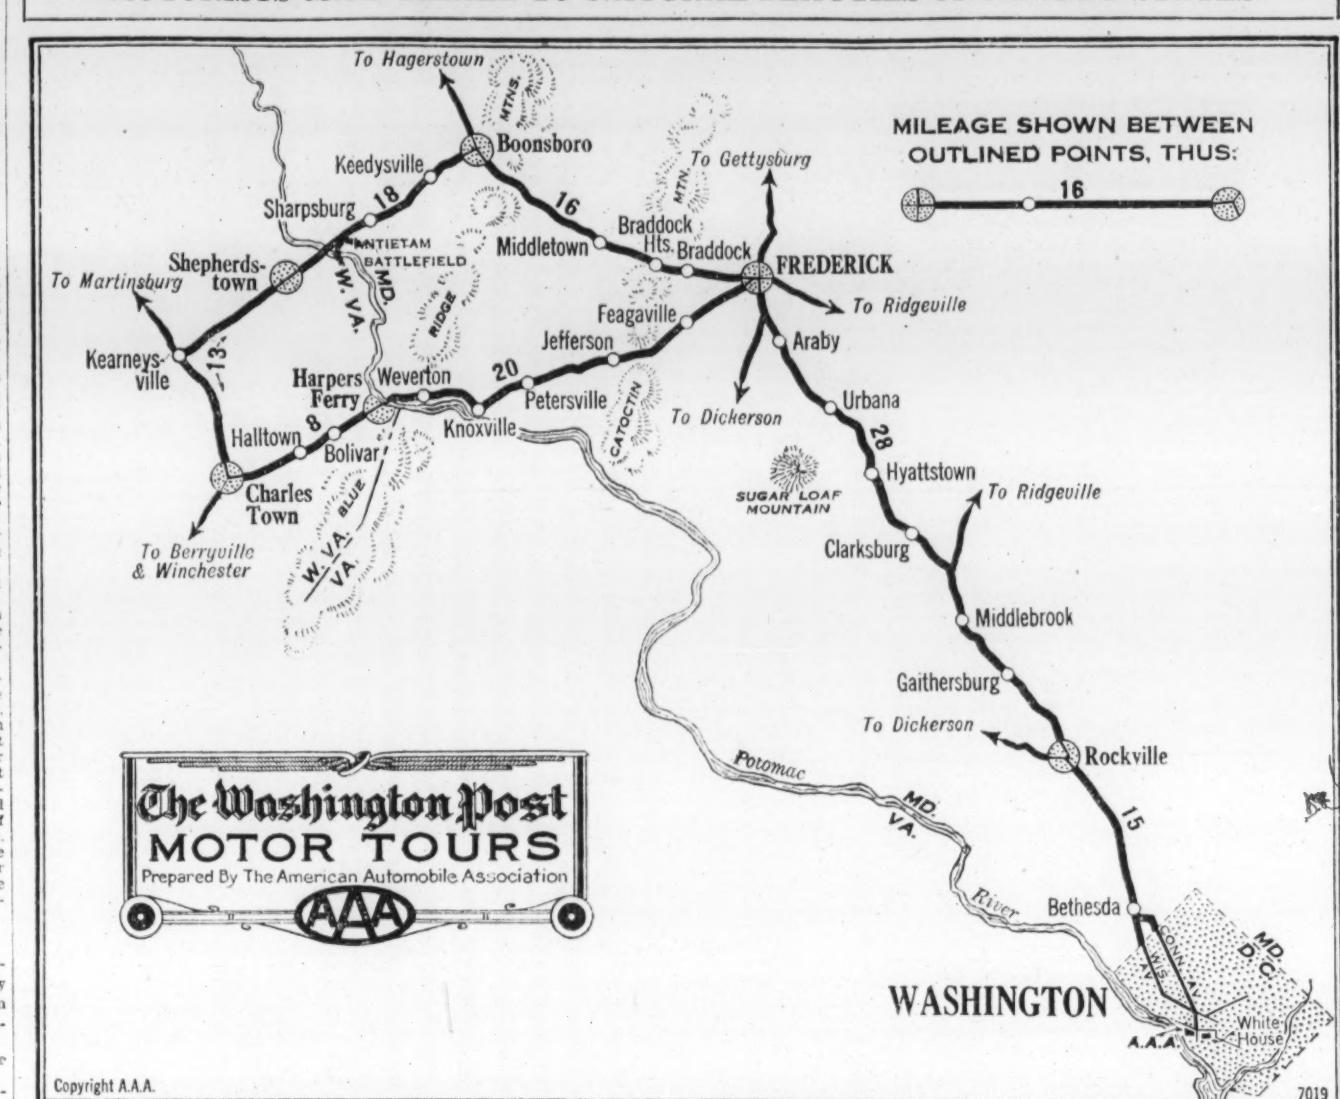 To Hagerstown
MTNS.
Boonsboro
Keedysville
18
Sharpsburg
16
ANTIETAM
BATTLEFIELD
Shepherds-
town
W. VA.
MD.
To Martinsburg
Kearneys-
ville
13
Harpers
Ferry
Weverton
Halltown
8
Bolivar
Charles
Town
To Berryville
& Winchester
W. VA.
VA.
BLUE
RIDGE
Middletown
Braddock
Hts.
Braddock
MTN.
To Gettysburg
FREDERICK
To Ridgeville
Feagaville
Jefferson
20
Petersville
Knoxville
CATOCTIN
To Dickerson
Araby
Urbana
28
Hyattstown
SUGAR LOAF
MOUNTAIN
To Ridgeville
Clarksburg
Middlebrook
Gaithersburg
To Dickerson
Rockville
15
Potomac
MD.
VA.
River
Bethesda
CONN. AV.
WIS.
AV.
MD.
D. C.
WASHINGTON
White
House
A.A.A.
MILEAGE SHOWN BETWEEN
OUTLINED POINTS, THUS:
16
The Washington Post
MOTOR TOURS
Prepared By The American Automobile Association
AAA
Copyright A.A.A.
7019